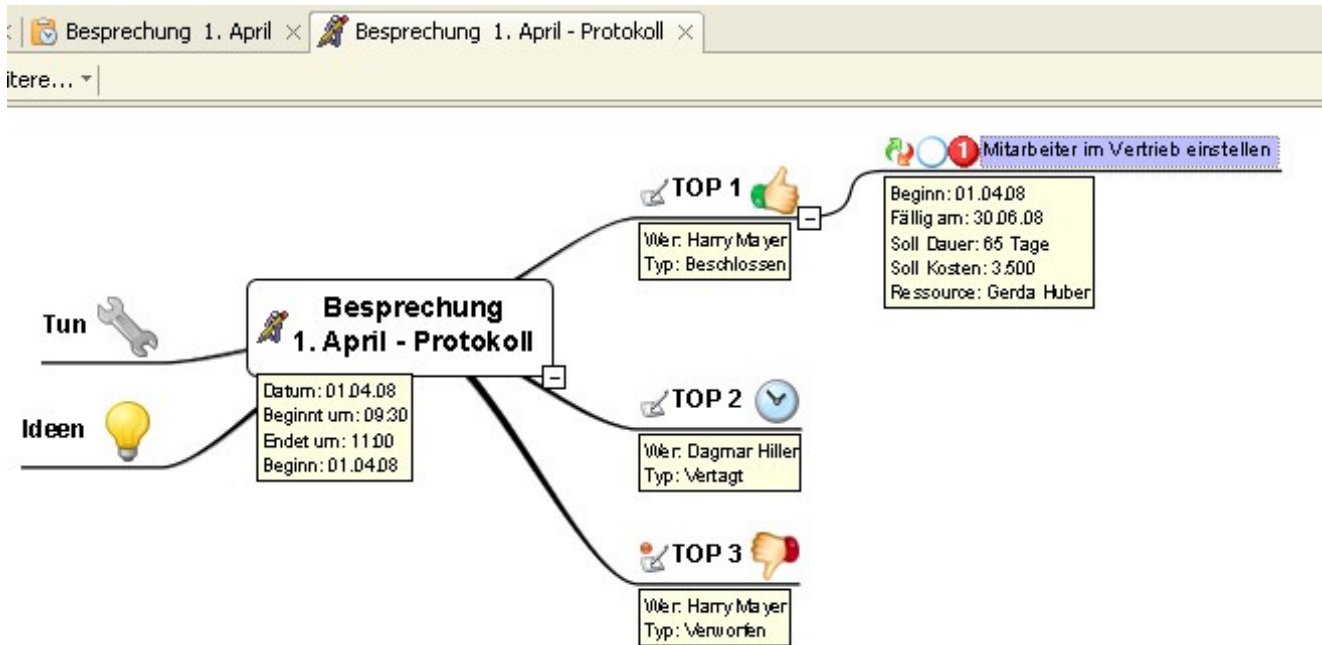 Besprechung 1. April
Besprechung 1. April - Protokoll
itere...
Tun
Ideen
Besprechung
1. April - Protokoll
Datum: 01.04.08
Beginnt um: 09:30
Endet um: 11:00
Beginn: 01.04.08
TOP 1
Wer: Harry Mayer
Typ: Beschlossen
1 Mitarbeiter im Vertrieb einstellen
Beginn: 01.04.08
Fällig am: 30.06.08
Soll Dauer: 65 Tage
Soll Kosten: 3.500
Ressource: Gerda Huber
TOP 2
Wer: Dagmar Hiller
Typ: Vertagt
TOP 3
Wer: Harry Mayer
Typ: Verworfen